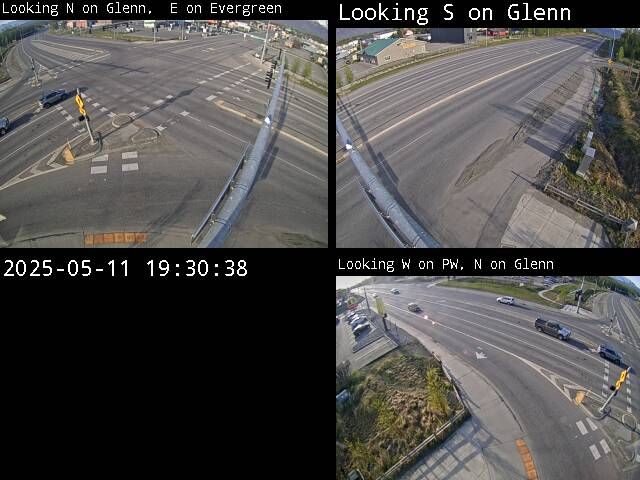 Looking N on Glenn,  E on Evergreen
Looking S on Glenn
2025-05-11 19:30:38
Looking W on PW, N on Glenn